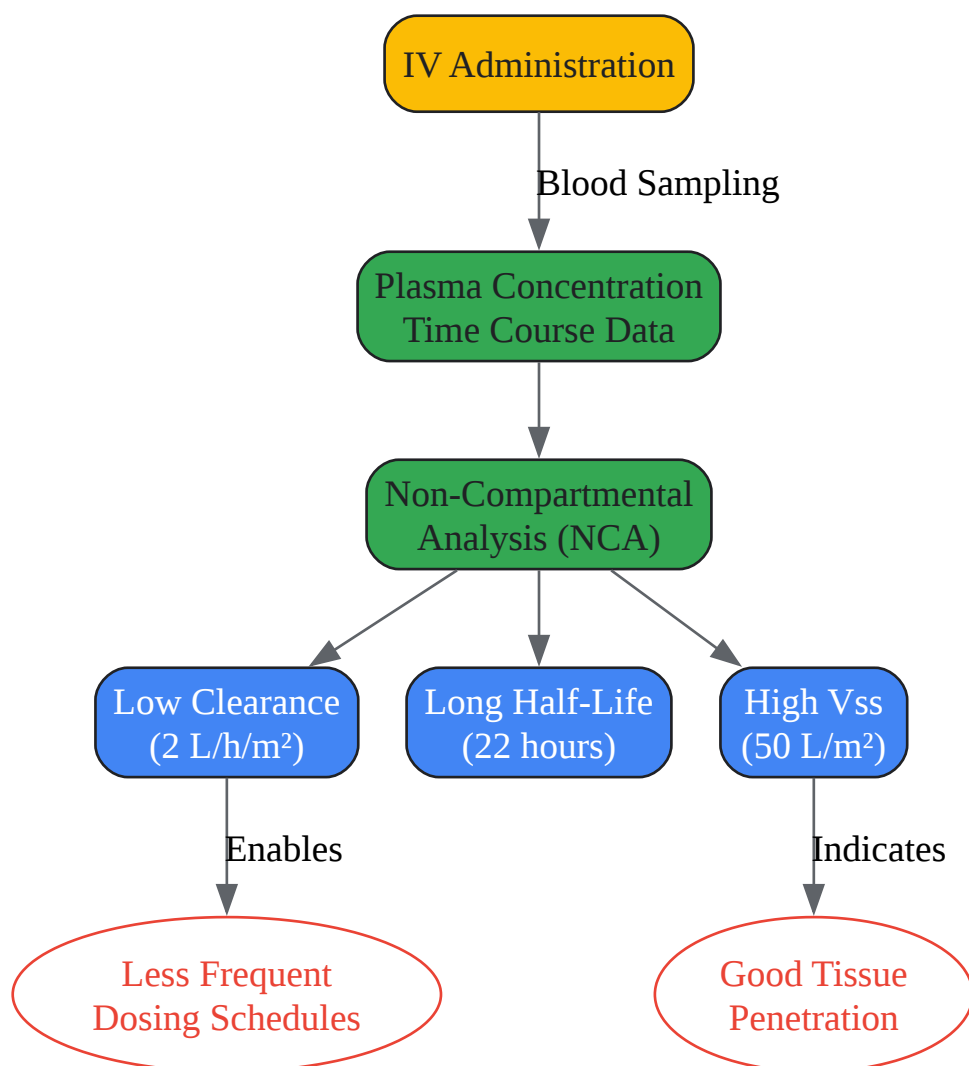 IV Administration
Blood Sampling
Plasma Concentration
Time Course Data
Non-Compartmental
Analysis (NCA)
Low Clearance
(2 L/h/m²)
Long Half-Life
(22 hours)
High Vss
(50 L/m²)
Enables
Indicates
Less Frequent
Dosing Schedules
Good Tissue
Penetration